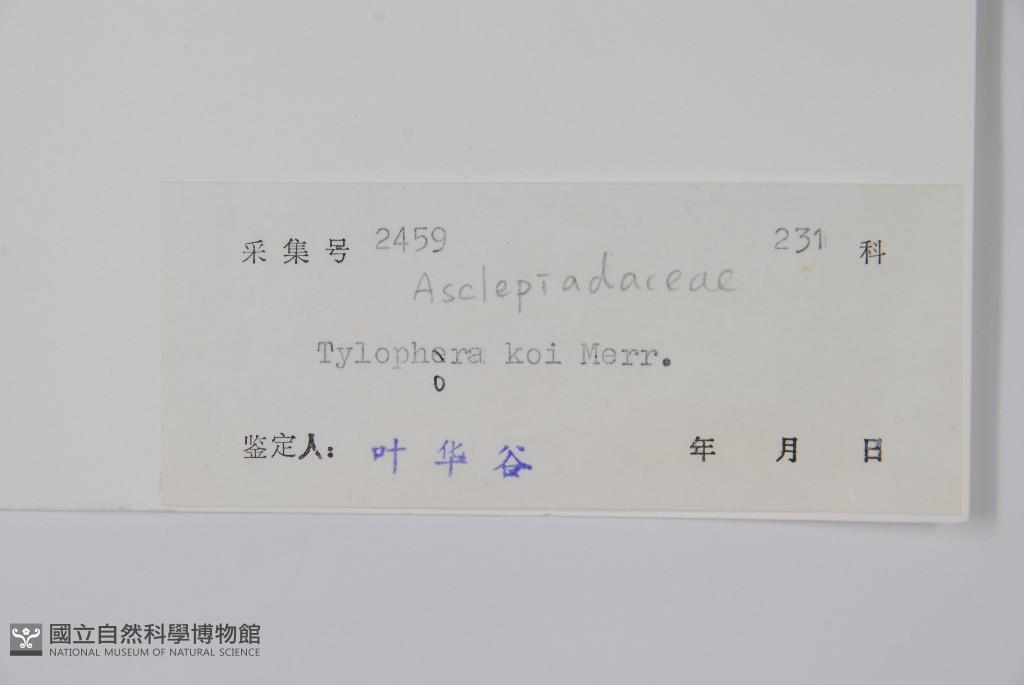 采集号 2459 231 科
Asclepiadaceae
Tylophora koi Merr.
鉴定人: 叶华谷 年 月 日
國立自然科學博物館
NATIONAL MUSEUM OF NATURAL SCIENCE